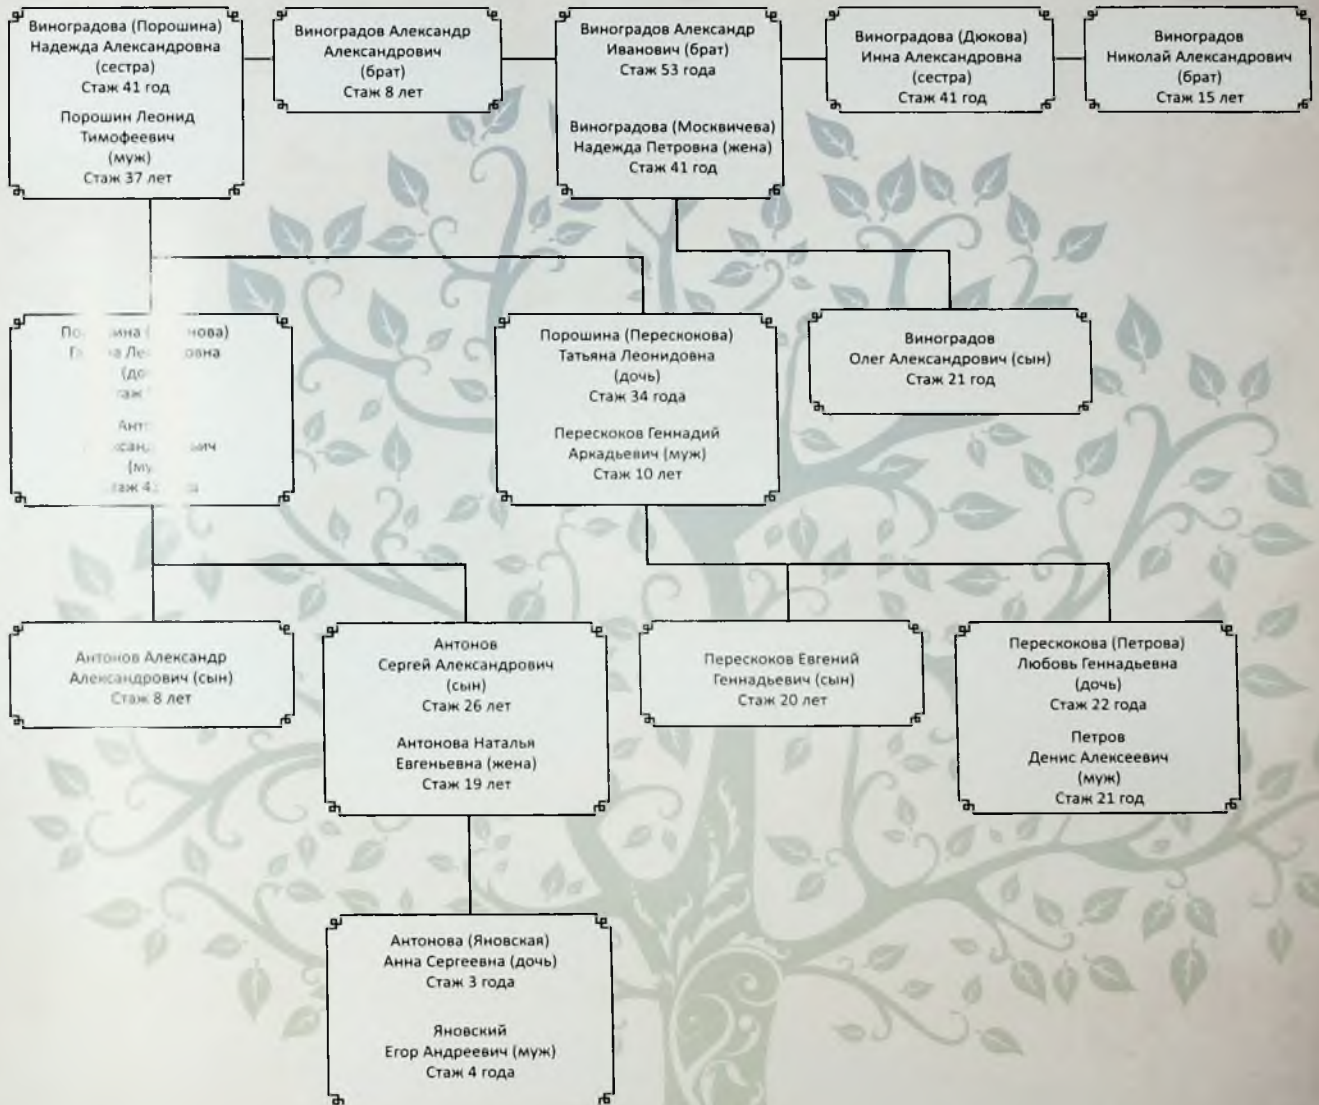 Виноградова (Порошина)
Надежда Александровна
(сестра)
Стаж 41 год
Порошин Леонид
Тимофеевич
(муж)
Стаж 37 лет
Виноградов Александр
Александрович
(брат)
Стаж 8 лет
Виноградов Александр
Иванович (брат)
Стаж 53 года
Виноградова (Москвичева)
Надежда Петровна (жена)
Стаж 41 год
Виноградова (Дюкова)
Инна Александровна
(сестра)
Стаж 41 год
Виноградов
Николай Александрович
(брат)
Стаж 15 лет
Порошина (Перескокова)
Татьяна Леонидовна
(дочь)
Стаж 34 года
Перескоков Геннадий
Аркадьевич (муж)
Стаж 10 лет
Виноградов
Олег Александрович (сын)
Стаж 21 год
Антонов Александр
Александрович (сын)
Стаж 8 лет
Антонов
Сергей Александрович
(сын)
Стаж 26 лет
Антонова Наталья
Евгеньевна (жена)
Стаж 19 лет
Перескоков Евгений
Геннадьевич (сын)
Стаж 20 лет
Перескокова (Петрова)
Любовь Геннадьевна
(дочь)
Стаж 22 года
Петров
Денис Алексеевич
(муж)
Стаж 21 год
Антонова (Яновская)
Анна Сергеевна (дочь)
Стаж 3 года
Яновский
Егор Андреевич (муж)
Стаж 4 года